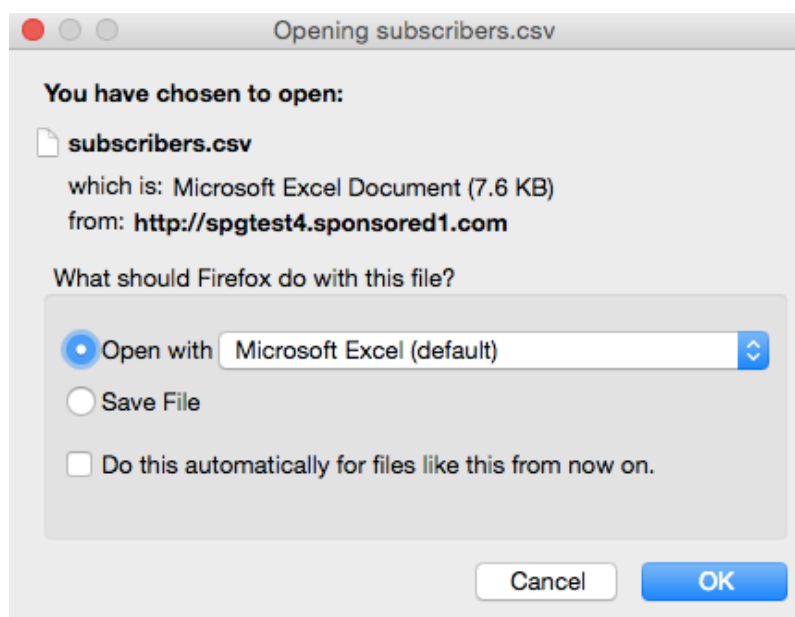 Opening subscribers.csv
You have chosen to open:
subscribers.csv
which is: Microsoft Excel Document (7.6 KB)
from: http://spgtest4.sponsored1.com
What should Firefox do with this file?
Open with Microsoft Excel (default)
Save File
Do this automatically for files like this from now on.
Cancel OK